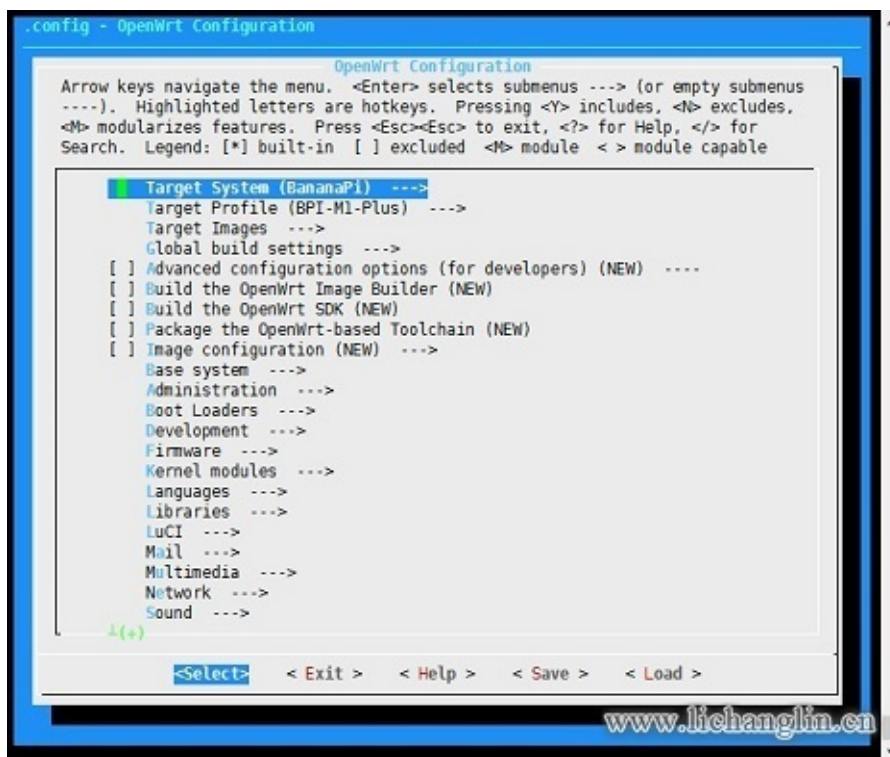 .config - OpenWrt Configuration
OpenWrt Configuration
Arrow keys navigate the menu.  <Enter> selects submenus ---> (or empty submenus
----).  Highlighted letters are hotkeys.  Pressing <Y> includes, <N> excludes,
<M> modularizes features.  Press <Esc><Esc> to exit, <?> for Help, </> for
Search.  Legend: [*] built-in  [ ] excluded  <M> module  < > module capable
Target System (BananaPi)  --->
Target Profile (BPI-M1-Plus)  --->
Target Images  --->
Global build settings  --->
[ ] Advanced configuration options (for developers) (NEW)  ----
[ ] Build the OpenWrt Image Builder (NEW)
[ ] Build the OpenWrt SDK (NEW)
[ ] Package the OpenWrt-based Toolchain (NEW)
[ ] Image configuration (NEW)  --->
Base system  --->
Administration  --->
Boot Loaders  --->
Development  --->
Firmware  --->
Kernel modules  --->
Languages  --->
Libraries  --->
LuCI  --->
Mail  --->
Multimedia  --->
Network  --->
Sound  --->
┴(+)
<Select>    < Exit >    < Help >    < Save >    < Load >
www.lichanglin.cn